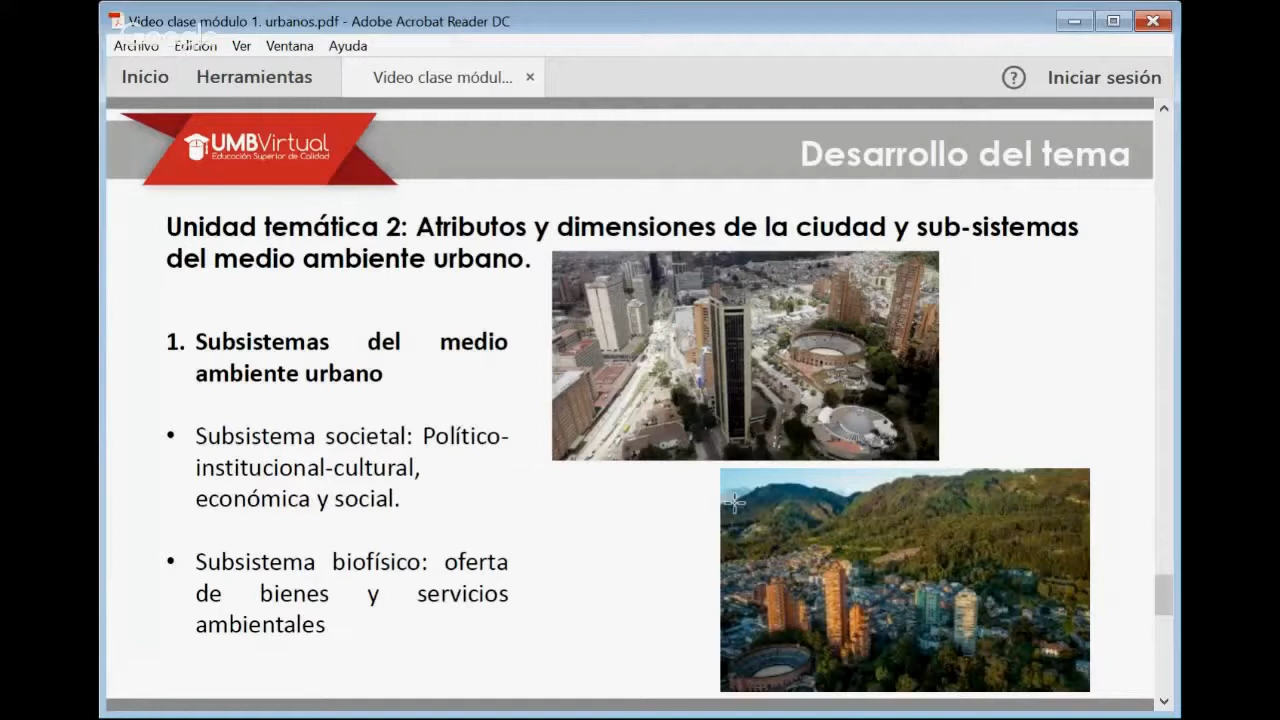 Video clase módulo 1. urbanos.pdf - Adobe Acrobat Reader DC
Google
Archivo Edición Ver Ventana Ayuda
Inicio Herramientas Video clase módul... × ? Iniciar sesión
UMBVirtual
Educación Superior de Calidad
Desarrollo del tema
Unidad temática 2: Atributos y dimensiones de la ciudad y sub-sistemas
del medio ambiente urbano.
1. Subsistemas del medio
ambiente urbano
• Subsistema societal: Político-
institucional-cultural,
económica y social.
• Subsistema biofísico: oferta
de bienes y servicios
ambientales